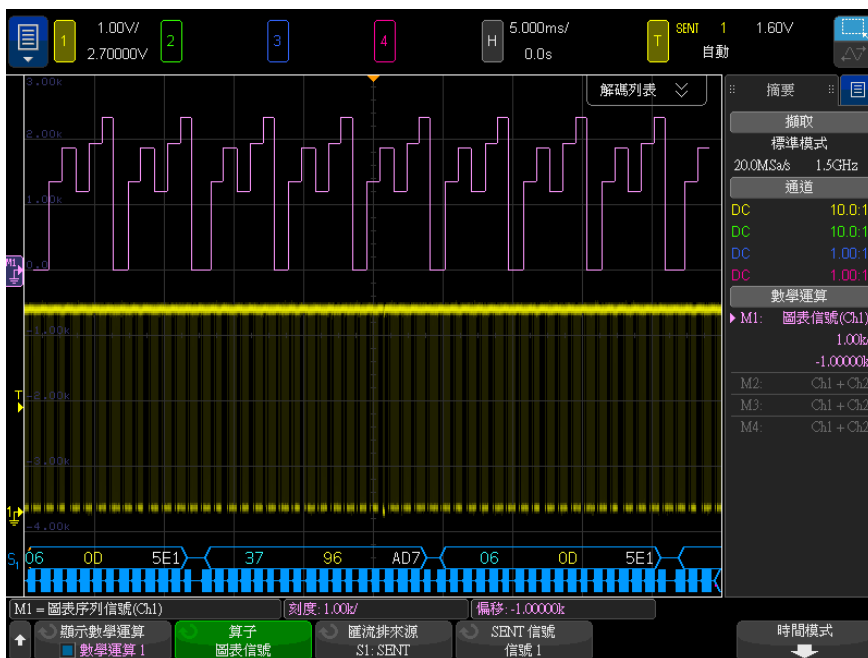 1 1.00V/ 2 3 4 H 5.000ms/ T SENT 1 1.60V
2.70000V 0.0s 自動
3.00k 解碼列表 摘要
擷取
2.00k 標準模式
20.0MSa/s 1.5GHz
1.00k 通道
DC 10.0:1
DC 10.0:1
M1 0.0 DC 1.00:1
DC 1.00:1
數學運算
-1.00k M1: 圖表信號(Ch1)
1.00k/
-1.00000k
T -2.00k M2: Ch1 + Ch2
M3: Ch1 + Ch2
M4: Ch1 + Ch2
-3.00k
1
-4.00k
S1 06 0D 5E1 37 96 AD7 06 0D 5E1
M1 = 圖表序列信號(Ch1) 刻度: 1.00k/ 偏移: -1.00000k
顯示數學運算 算子 匯流排來源 SENT 信號 時間模式
數學運算 1 圖表信號 S1: SENT 信號 1